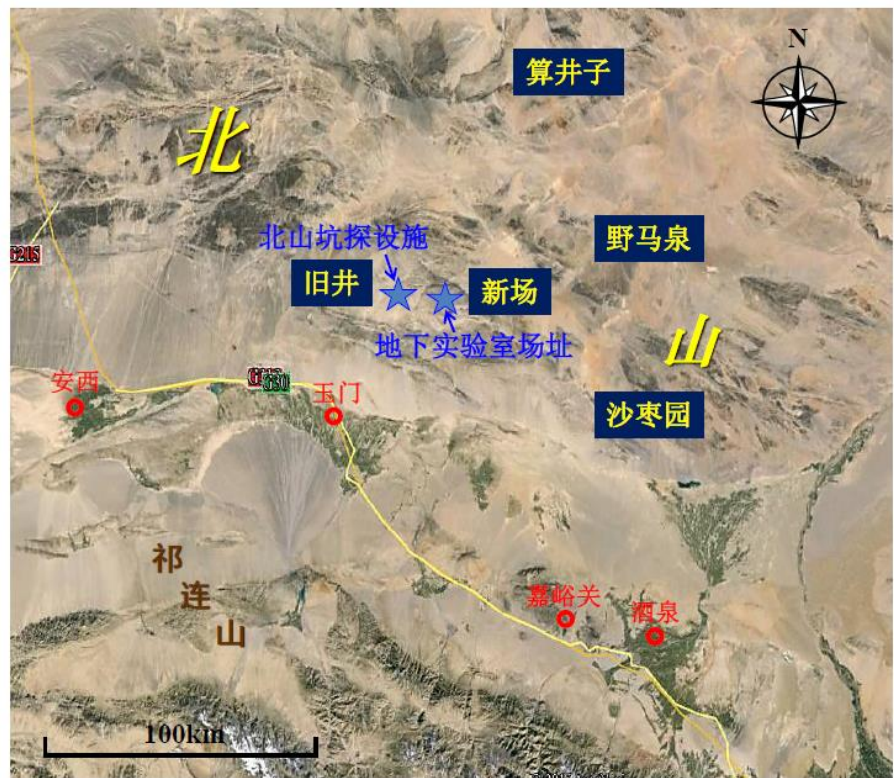 N
算井子
北
野马泉
北山坑探设施
旧井
新场
山
地下实验室场址
安西
玉门
沙枣园
祁
连
山
嘉峪关
酒泉
100km